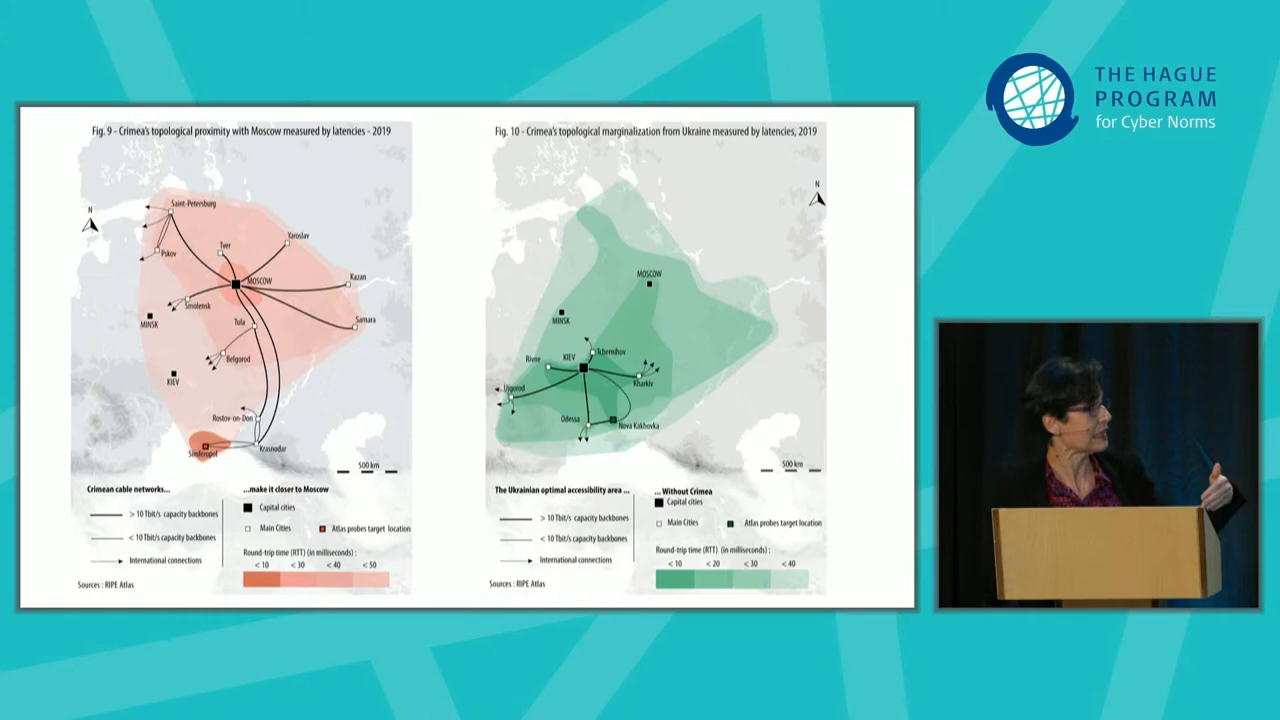 THE HAGUE
PROGRAM
for Cyber Norms
Fig. 9 - Crimea's topological proximity with Moscow measured by latencies - 2019
N
Saint-Petersburg
Pskov
Tver
Yaroslav
MOSCOW
Kazan
Smolensk
MINSK
Tula
Samara
Belgorod
KIEV
Rostov-on-Don
Simferopol
Krasnodar
500 km
Crimean cable networks...
> 10 Tbit/s capacity backbones
< 10 Tbit/s capacity backbones
International connections
Sources : RIPE Atlas
...make it closer to Moscow
Capital cities
Main Cities
Atlas probes target location
Round-trip time (RTT) (in milliseconds) :
< 10 < 30 < 40 < 50
Fig. 10 - Crimea's topological marginalization from Ukraine measured by latencies, 2019
N
MOSCOW
MINSK
Rivne
KIEV
Tchernihov
Ujgorod
Kharkiv
Odessa
Nova Kakhovka
500 km
The Ukrainian optimal accessibility area ...
> 10 Tbit/s capacity backbones
< 10 Tbit/s capacity backbones
International connections
Sources : RIPE Atlas
... Without Crimea
Capital cities
Main Cities
Atlas probes target location
Round-trip time (RTT) (in milliseconds) :
< 10 < 20 < 30 < 40